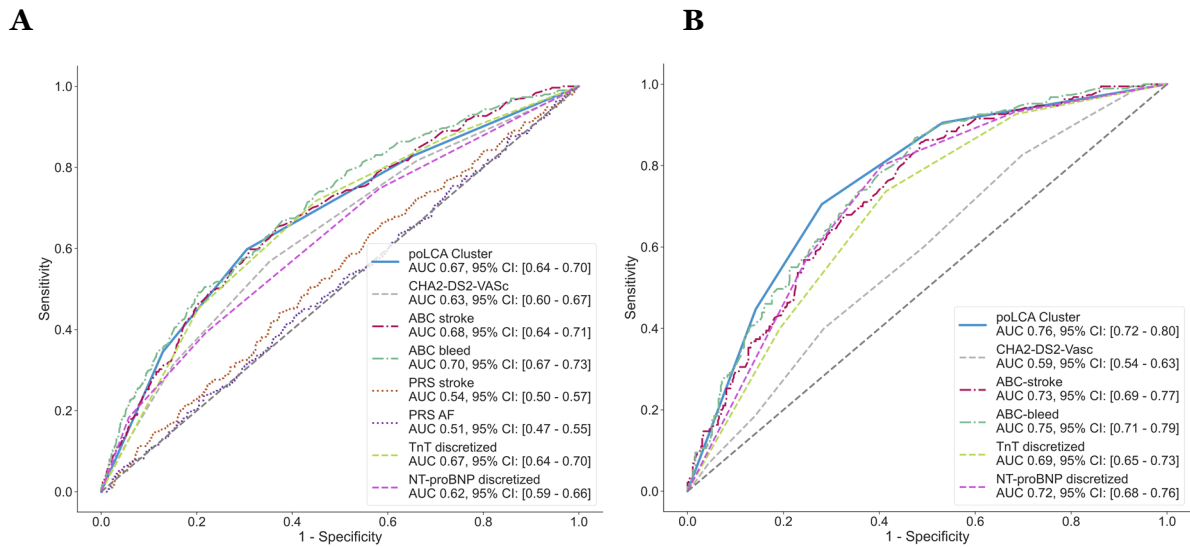 A
B
1.0
0.8
0.6
0.4
0.2
0.0
Sensitivity
0.0
0.2
0.4
0.6
0.8
1.0
1 - Specificity
poLCA Cluster
AUC 0.67, 95% CI: [0.64 - 0.70]
CHA2-DS2-VASc
AUC 0.63, 95% CI: [0.60 - 0.67]
ABC stroke
AUC 0.68, 95% CI: [0.64 - 0.71]
ABC bleed
AUC 0.70, 95% CI: [0.67 - 0.73]
PRS stroke
AUC 0.54, 95% CI: [0.50 - 0.57]
PRS AF
AUC 0.51, 95% CI: [0.47 - 0.55]
TnT discretized
AUC 0.67, 95% CI: [0.64 - 0.70]
NT-proBNP discretized
AUC 0.62, 95% CI: [0.59 - 0.66]
1.0
0.8
0.6
0.4
0.2
0.0
Sensitivity
0.0
0.2
0.4
0.6
0.8
1.0
1 - Specificity
poLCA Cluster
AUC 0.76, 95% CI: [0.72 - 0.80]
CHA2-DS2-Vasc
AUC 0.59, 95% CI: [0.54 - 0.63]
ABC-stroke
AUC 0.73, 95% CI: [0.69 - 0.77]
ABC-bleed
AUC 0.75, 95% CI: [0.71 - 0.79]
TnT discretized
AUC 0.69, 95% CI: [0.65 - 0.73]
NT-proBNP discretized
AUC 0.72, 95% CI: [0.68 - 0.76]